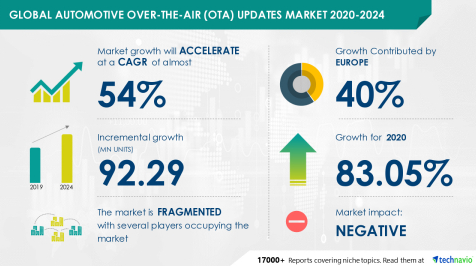 GLOBAL AUTOMOTIVE OVER-THE-AIR (OTA) UPDATES MARKET 2020-2024
Market growth will ACCELERATE
at a CAGR of almost
54%
Growth Contributed by
EUROPE
40%
Incremental growth
(MN UNITS)
92.29
2019 2024
Growth for 2020
83.05%
The market is FRAGMENTED
with several players occupying the
market
Market impact:
NEGATIVE
17000+ Reports covering niche topics. Read them at technavio